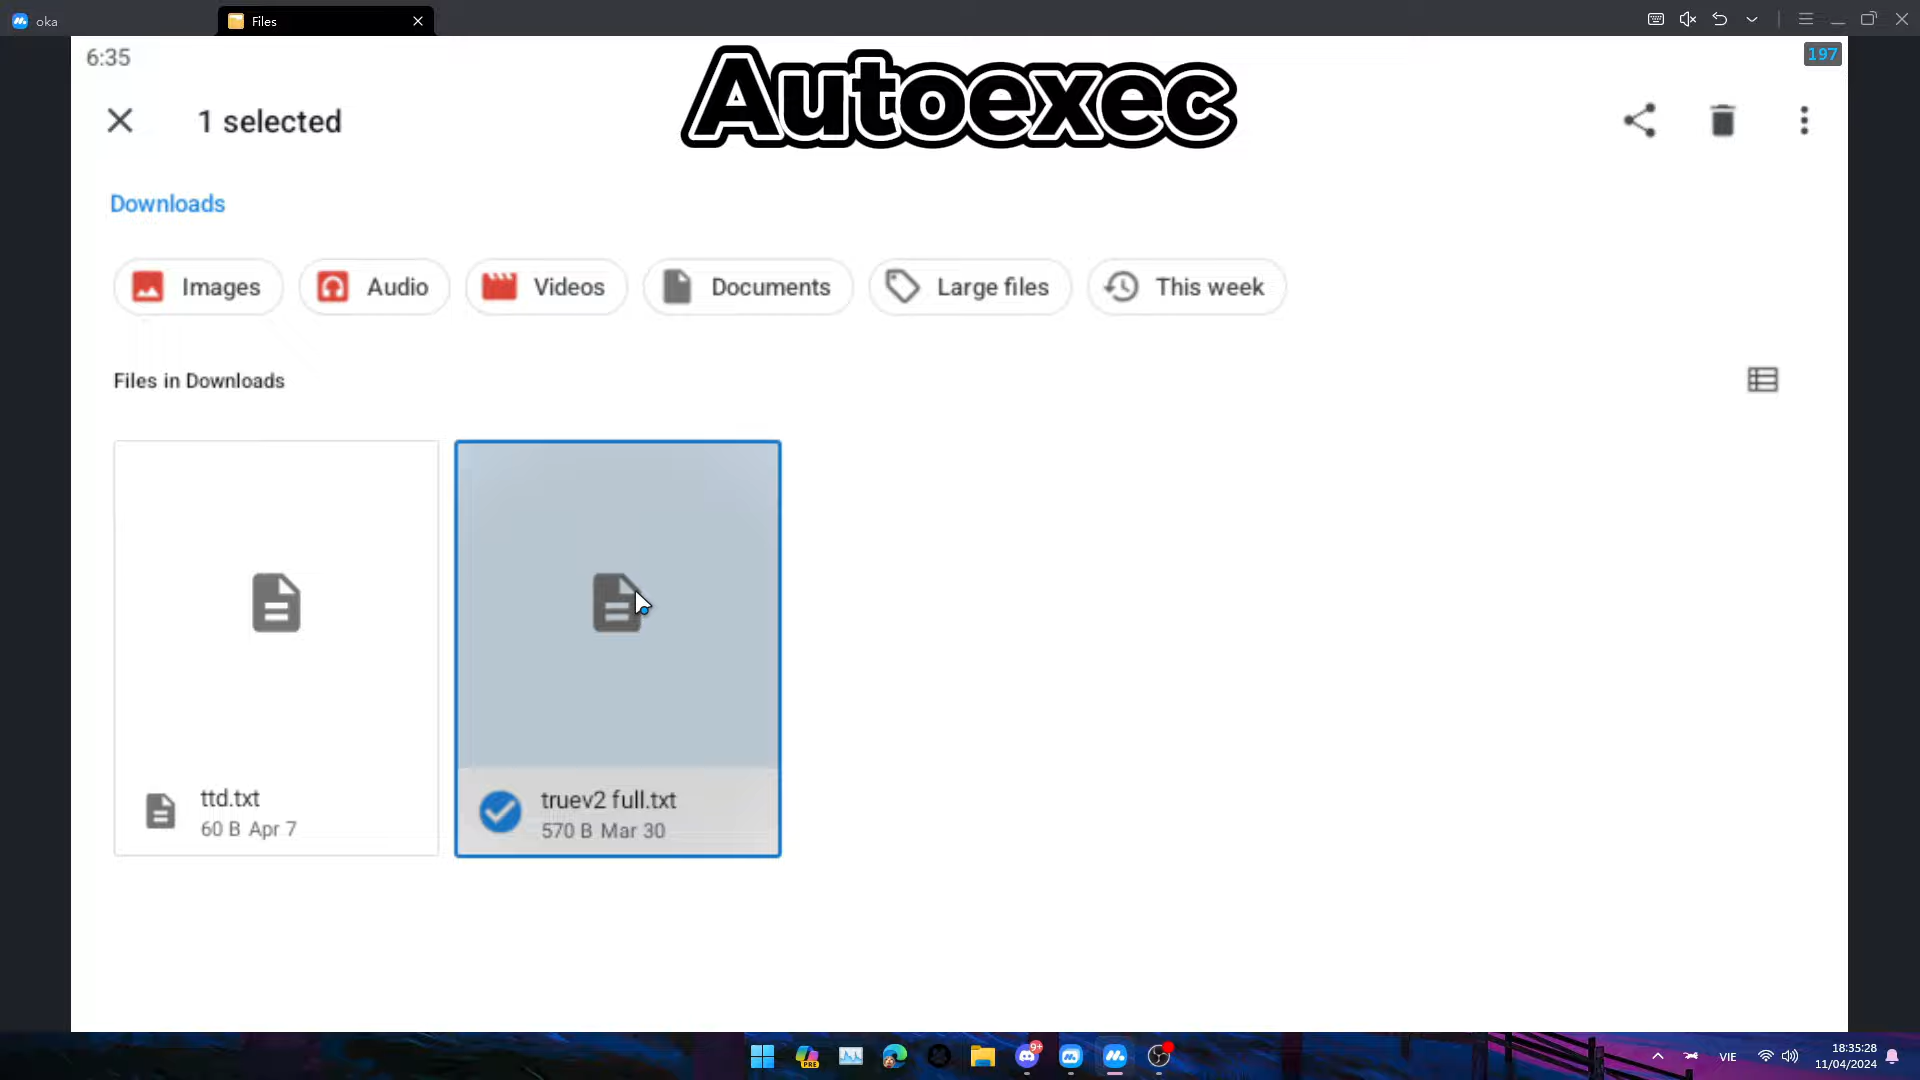 oka
Files
6:35
197
Autoexec
1 selected
Downloads
Images
Audio
Videos
Documents
Large files
This week
Files in Downloads
ttd.txt
60 B Apr 7
truev2 full.txt
570 B Mar 30
PRE
9+
VIE
18:35:28
11/04/2024